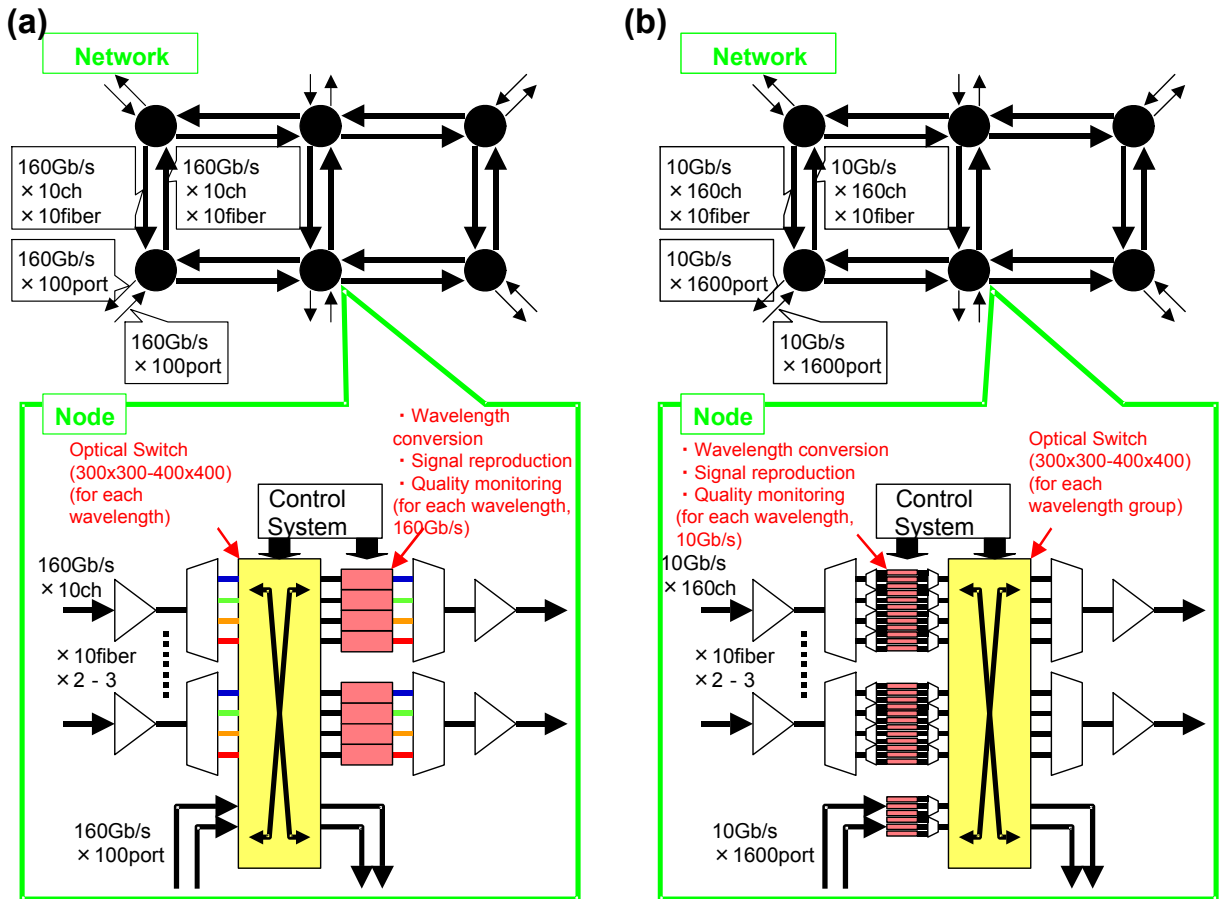 (a)
Network
160Gb/s
×10ch
×10fiber
160Gb/s
×10ch
×10fiber
160Gb/s
×100port
160Gb/s
×100port
Node
Optical Switch
(300x300-400x400)
(for each
wavelength)
・Wavelength
conversion
・Signal reproduction
・Quality monitoring
(for each wavelength,
160Gb/s)
Control
System
160Gb/s
×10ch
×10fiber
×2 - 3
160Gb/s
×100port
(b)
Network
10Gb/s
×160ch
×10fiber
10Gb/s
×160ch
×10fiber
10Gb/s
×1600port
10Gb/s
×1600port
Node
・Wavelength conversion
・Signal reproduction
・Quality monitoring
(for each wavelength,
10Gb/s)
Optical Switch
(300x300-400x400)
(for each
wavelength group)
Control
System
10Gb/s
×160ch
×10fiber
×2 - 3
10Gb/s
×1600port